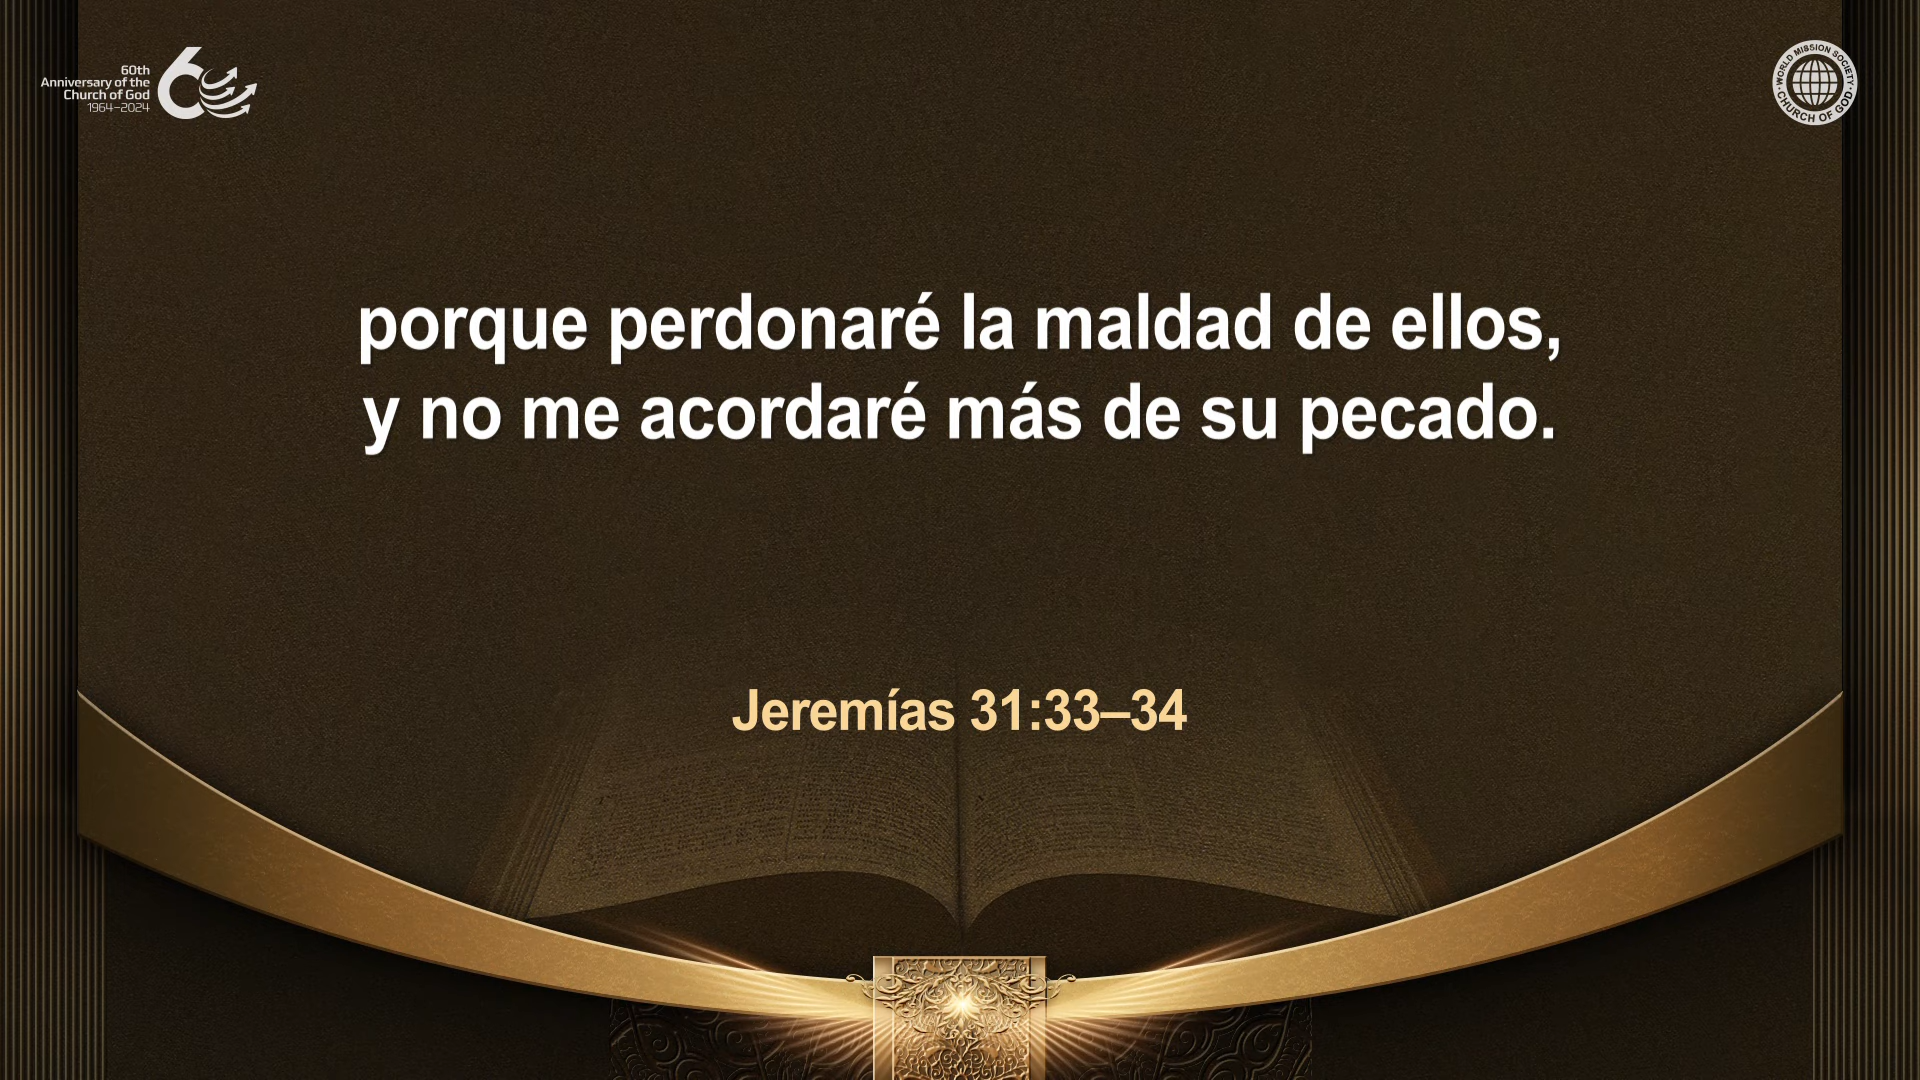 60th
Anniversary of the
Church of God
1964–2024
60
WORLD MISSION SOCIETY
CHURCH OF GOD
porque perdonaré la maldad de ellos,
y no me acordaré más de su pecado.
Jeremías 31:33–34